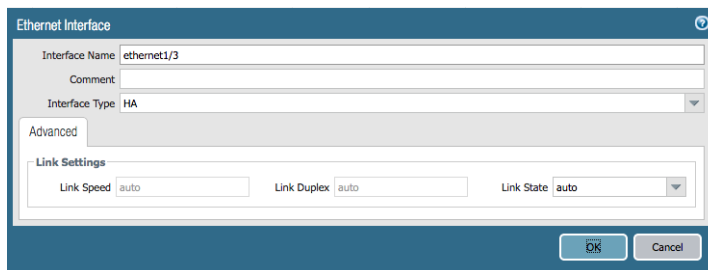 Ethernet Interface
Interface Name ethernet1/3
Comment
Interface Type HA
Advanced
Link Settings
Link Speed auto Link Duplex auto Link State auto
OK Cancel